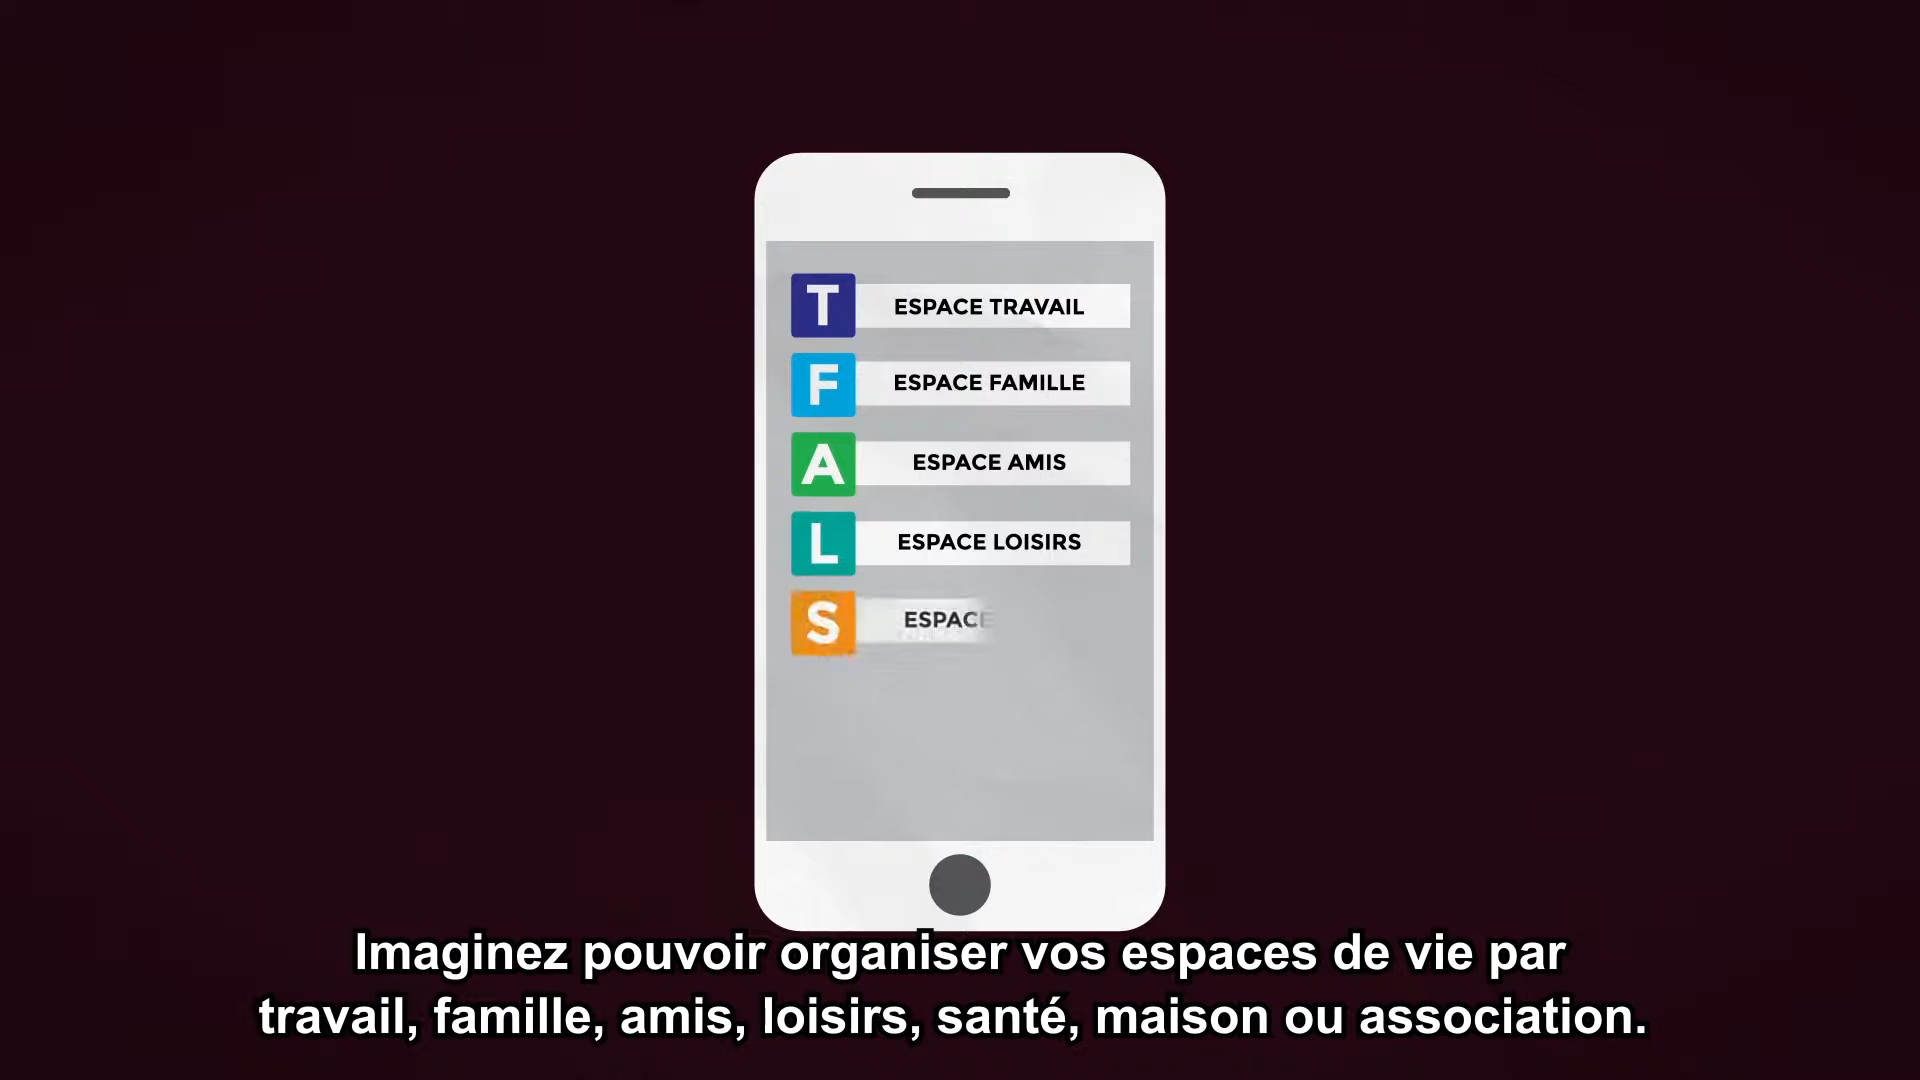 T ESPACE TRAVAIL
F ESPACE FAMILLE
A ESPACE AMIS
L ESPACE LOISIRS
S ESPACE
Imaginez pouvoir organiser vos espaces de vie par
travail, famille, amis, loisirs, santé, maison ou association.